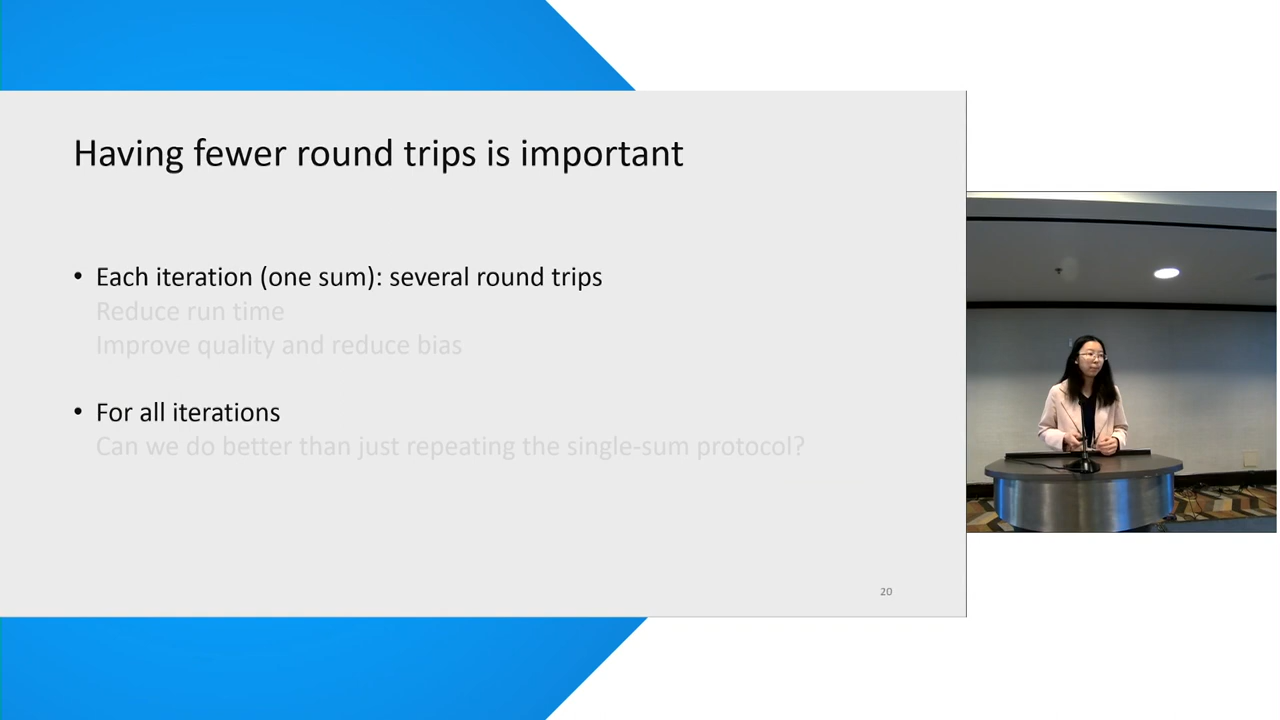 Having fewer round trips is important
• Each iteration (one sum): several round trips
Reduce run time
Improve quality and reduce bias
• For all iterations
Can we do better than just repeating the single-sum protocol?
20